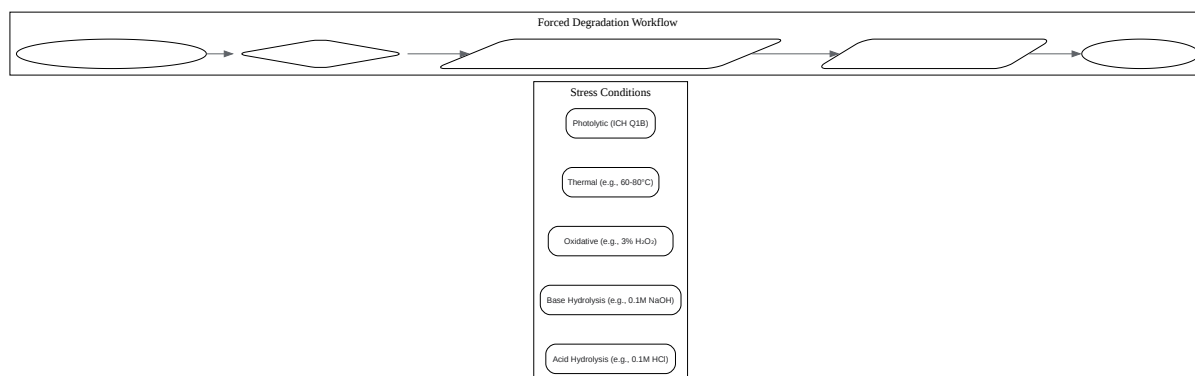 Forced Degradation Workflow
Stress Conditions
Photolytic (ICH Q1B)
Thermal (e.g., 60-80°C)
Oxidative (e.g., 3% H₂O₂)
Base Hydrolysis (e.g., 0.1M NaOH)
Acid Hydrolysis (e.g., 0.1M HCl)